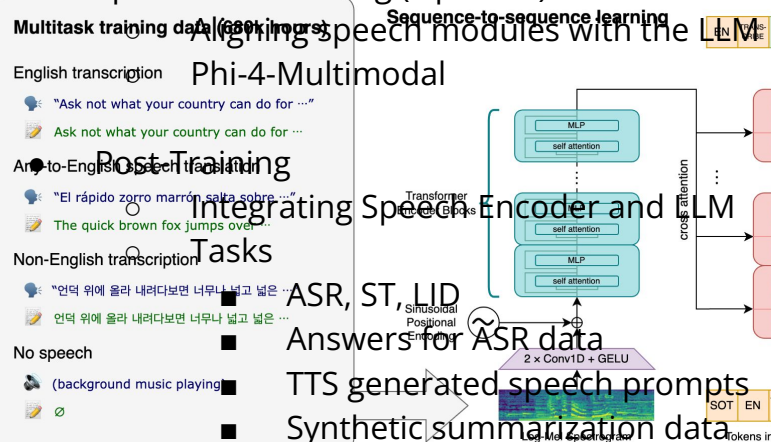 Sequence-to-sequence learning
Multitask training data (680k hours)
Aligning speech modules with the LLM
EN
TRANS-
CRIBE
Phi-4-Multimodal
English transcription
“Ask not what your country can do for ⋯”
Ask not what your country can do for ⋯
Post-Training
Any-to-English speech translation
“El rápido zorro marrón salta sobre ⋯”
The quick brown fox jumps over ⋯
Integrating Speech Encoder and LLM
Tasks
Non-English transcription
“언덕 위에 올라 내려다보면 너무나 넓고 넓은 ⋯
언덕 위에 올라 내려다보면 너무나 넓고 넓은 ⋯
ASR, ST, LID
Answers for ASR data
No speech
(background music playing)
∅
TTS generated speech prompts
Synthetic summarization data
MLP
self attention
⋮
Transformer
Encoder Blocks
MLP
MLP
self attention
cross attention
⋮
Sinusoidal
Positional
Encoding
2 × Conv1D + GELU
Log-Mel Spectrogram
SOT
EN
Tokens in